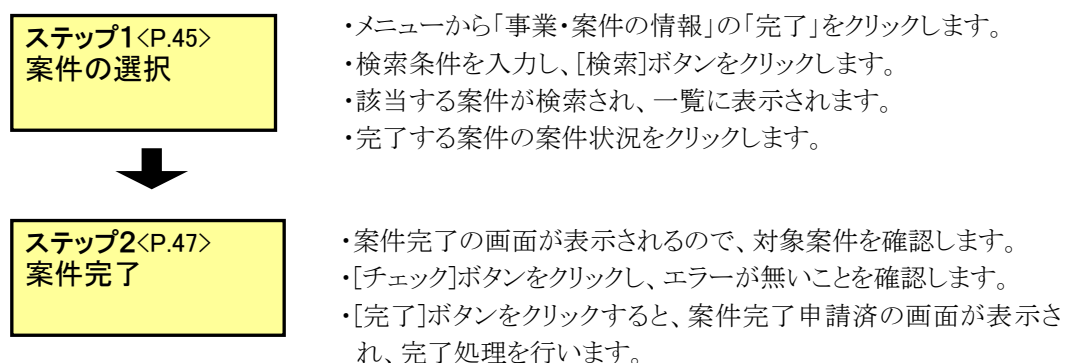 ステップ1<P.45>
案件の選択
・メニューから「事業・案件の情報」の「完了」をクリックします。
・検索条件を入力し、[検索]ボタンをクリックします。
・該当する案件が検索され、一覧に表示されます。
・完了する案件の案件状況をクリックします。
ステップ2<P.47>
案件完了
・案件完了の画面が表示されるので、対象案件を確認します。
・[チェック]ボタンをクリックし、エラーが無いことを確認します。
・[完了]ボタンをクリックすると、案件完了申請済の画面が表示さ
れ、完了処理を行います。